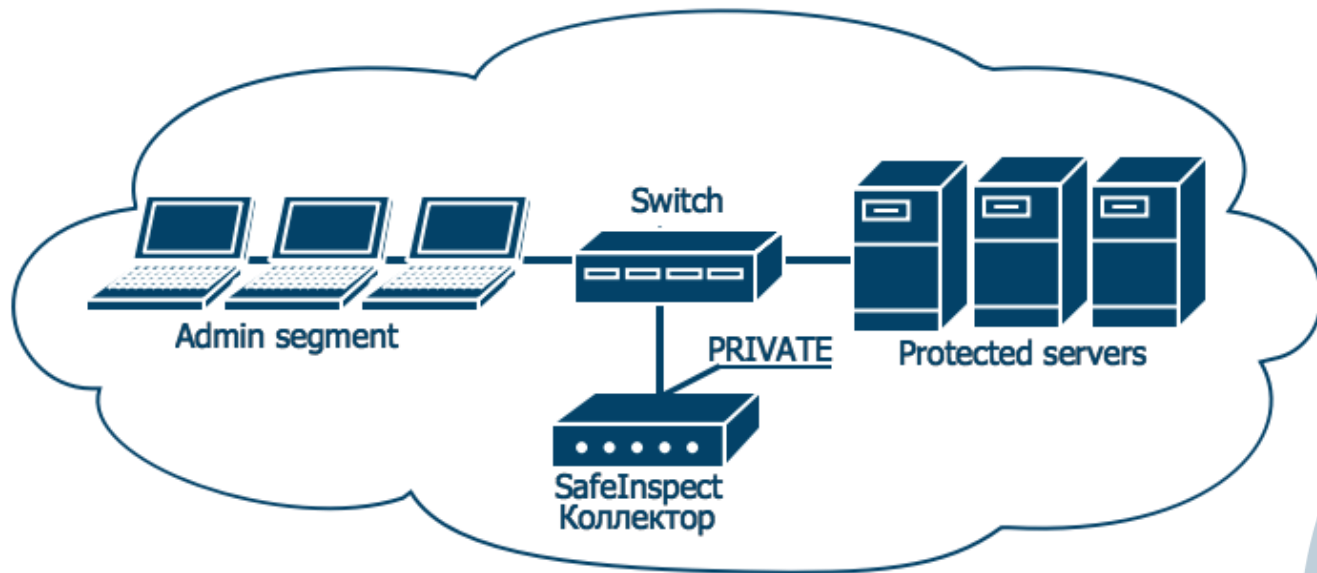 Switch
Admin segment
PRIVATE
Protected servers
SafeInspect
Коллектор